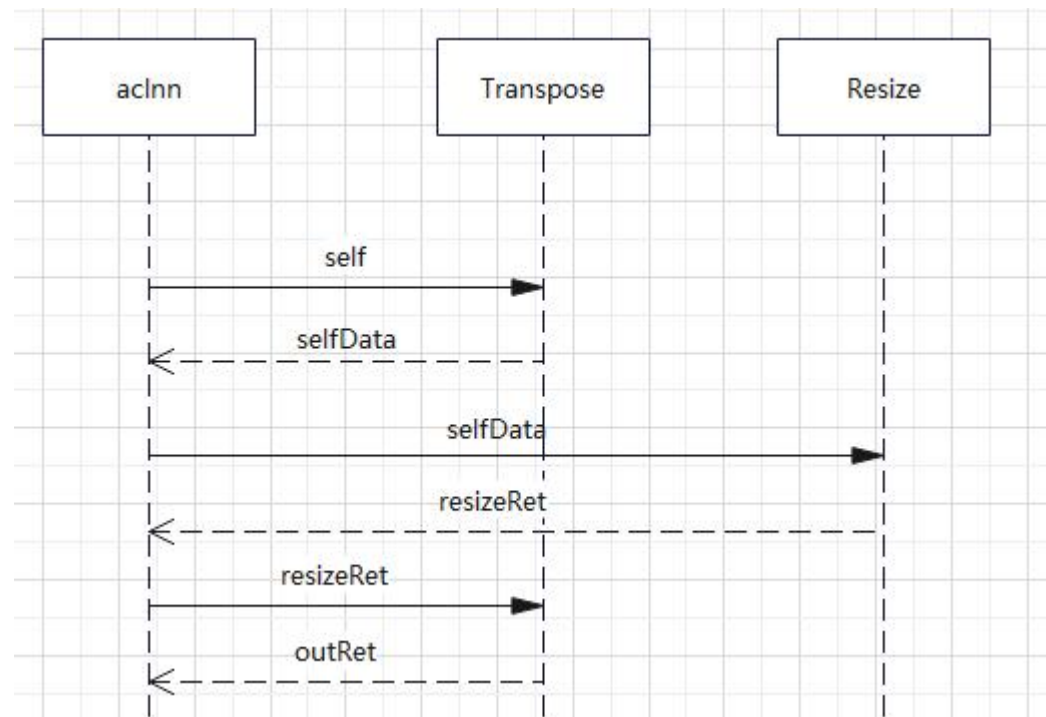 aclnn
Transpose
Resize
self
selfData
selfData
resizeRet
resizeRet
outRet